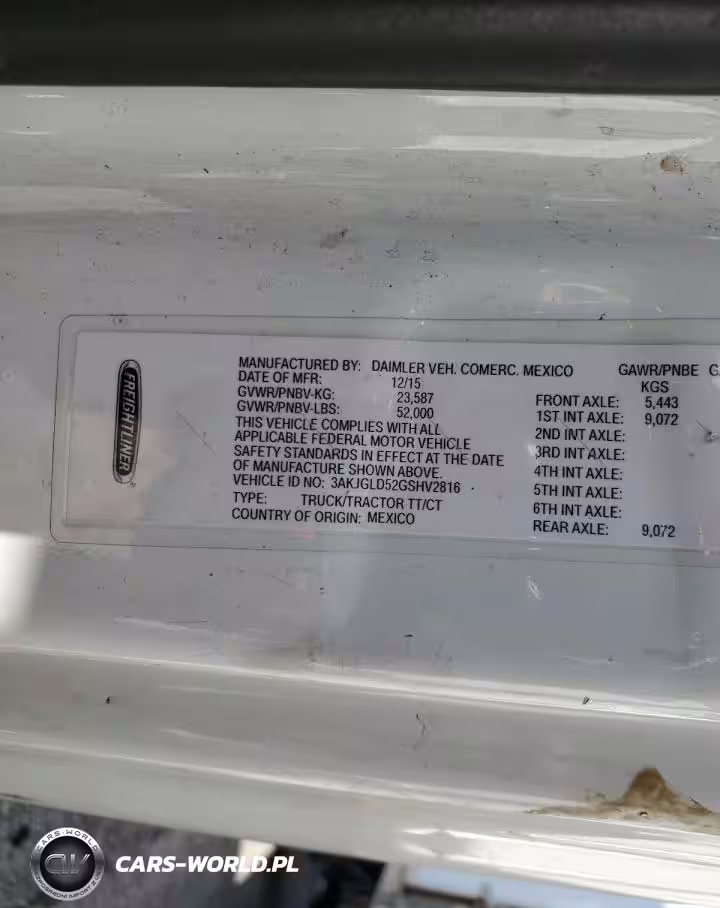 FREIGHTLINER
MANUFACTURED BY: DAIMLER VEH. COMERC. MEXICO
DATE OF MFR: 12/15
GVWR/PNBV-KG: 23,587
GVWR/PNBV-LBS: 52,000
THIS VEHICLE COMPLIES WITH ALL
APPLICABLE FEDERAL MOTOR VEHICLE
SAFETY STANDARDS IN EFFECT AT THE DATE
OF MANUFACTURE SHOWN ABOVE.
VEHICLE ID NO: 3AKJGLD52GSHV2816
TYPE: TRUCK/TRACTOR TT/CT
COUNTRY OF ORIGIN: MEXICO
GAWR/PNBE
KGS
FRONT AXLE: 5,443
1ST INT AXLE: 9,072
2ND INT AXLE:
3RD INT AXLE:
4TH INT AXLE:
5TH INT AXLE:
6TH INT AXLE:
REAR AXLE: 9,072
CARS-WORLD
CW
CARS-WORLD.PL